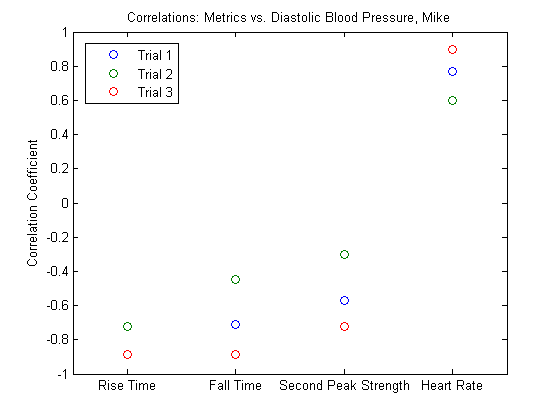 Correlations: Metrics vs. Diastolic Blood Pressure, Mike
1
0.8
0.6
0.4
0.2
0
-0.2
-0.4
-0.6
-0.8
-1
Trial 1
Trial 2
Trial 3
Correlation Coefficient
Rise Time
Fall Time
Second Peak Strength
Heart Rate